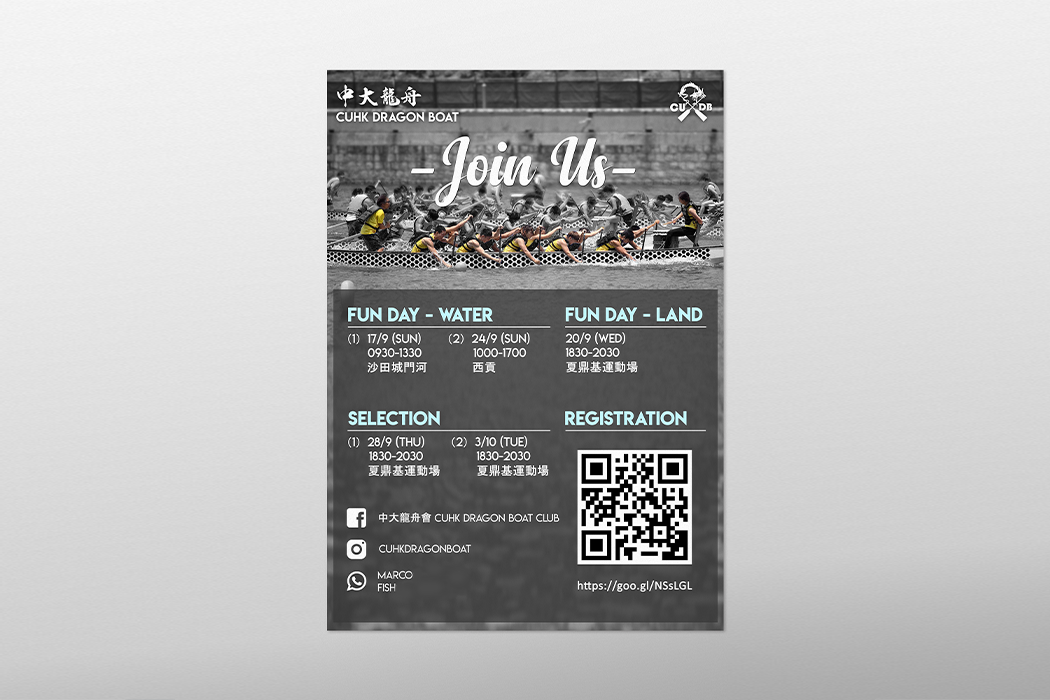 中大龍舟
CUHK DRAGON BOAT
CU DB
-Join Us-
FUN DAY - WATER
(1) 17/9 (SUN)
0930-1330
沙田城門河
(2) 24/9 (SUN)
1000-1700
西貢
FUN DAY - LAND
20/9 (WED)
1830-2030
夏鼎基運動場
SELECTION
(1) 28/9 (THU)
1830-2030
夏鼎基運動場
(2) 3/10 (TUE)
1830-2030
夏鼎基運動場
REGISTRATION
https://goo.gl/NSsLGL
中大龍舟會 CUHK DRAGON BOAT CLUB
CUHKDRAGONBOAT
MARCO
FISH